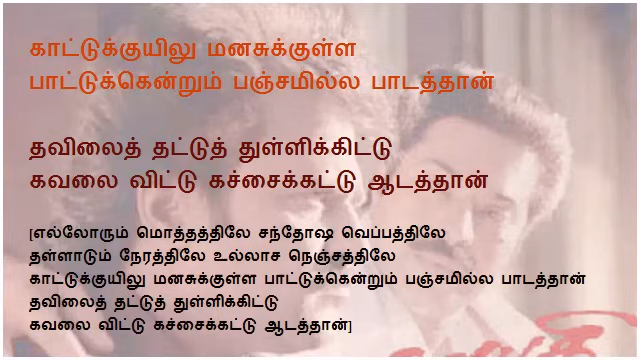 காட்டுக்குயிலு மனசுக்குள்ள
பாட்டுக்கென்றும் பஞ்சமில்ல பாடத்தான்
தவிலைத் தட்டுத் துள்ளிக்கிட்டு
கவலை விட்டு கச்சைக்கட்டு ஆடத்தான்
[எல்லோரும் மொத்தத்திலே சந்தோஷ வெப்பத்திலே
தள்ளாடும் நேரத்திலே உல்லாச நெஞ்சத்திலே
காட்டுக்குயிலு மனசுக்குள்ள பாட்டுக்கென்றும் பஞ்சமில்ல பாடத்தான்
தவிலைத் தட்டுத் துள்ளிக்கிட்டு
கவலை விட்டு கச்சைக்கட்டு ஆடத்தான்]